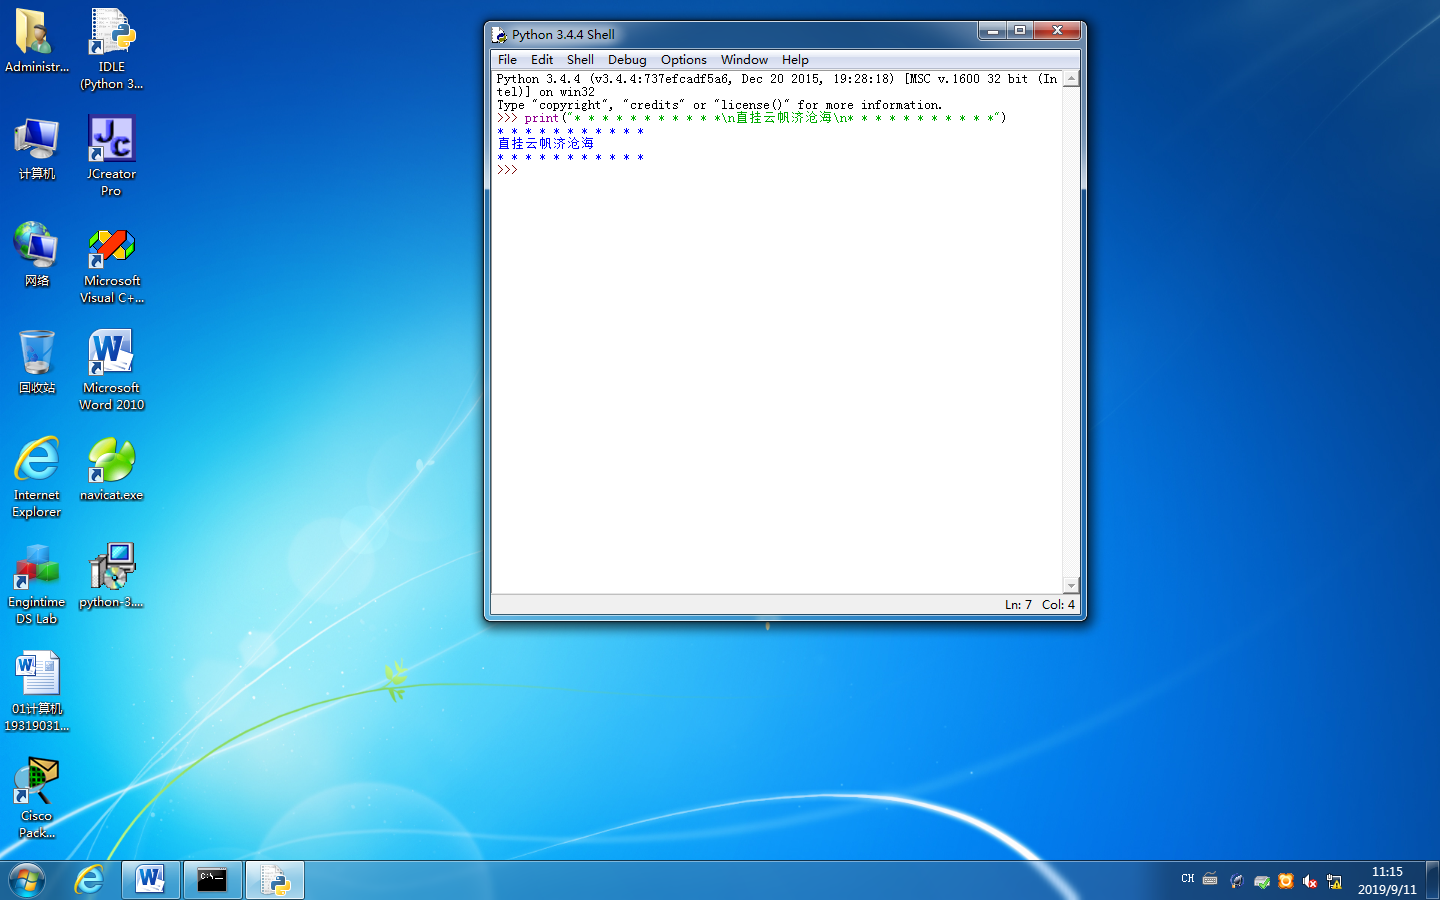 Administr...
IDLE
(Python 3...
计算机
JCreator
Pro
网络
Microsoft
Visual C+...
回收站
Microsoft
Word 2010
Internet
Explorer
navicat.exe
Engintime
DS Lab
python-3....
01计算机
19319031...
Cisco
Pack...
Python 3.4.4 Shell
File Edit Shell Debug Options Window Help
Python 3.4.4 (v3.4.4:737efcadf5a6, Dec 20 2015, 19:28:18) [MSC v.1600 32 bit (In
tel)] on win32
Type "copyright", "credits" or "license()" for more information.
>>> print("* * * * * * * * * * *\n直挂云帆济沧海\n* * * * * * * * * * *")
* * * * * * * * * * *
直挂云帆济沧海
* * * * * * * * * * *
>>>
Ln: 7 Col: 4
C:\_
CH
11:15
2019/9/11